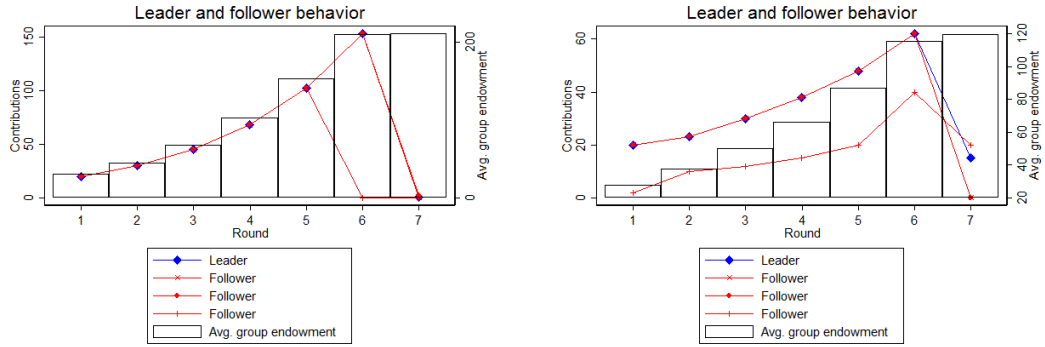 Leader and follower behavior
150
100
50
0
Contributions
200
0
Avg. group endowment
1 2 3 4 5 6 7
Round
Leader
Follower
Follower
Follower
Avg. group endowment
Leader and follower behavior
60
40
20
0
Contributions
120
100
80
60
40
20
Avg. group endowment
1 2 3 4 5 6 7
Round
Leader
Follower
Follower
Follower
Avg. group endowment